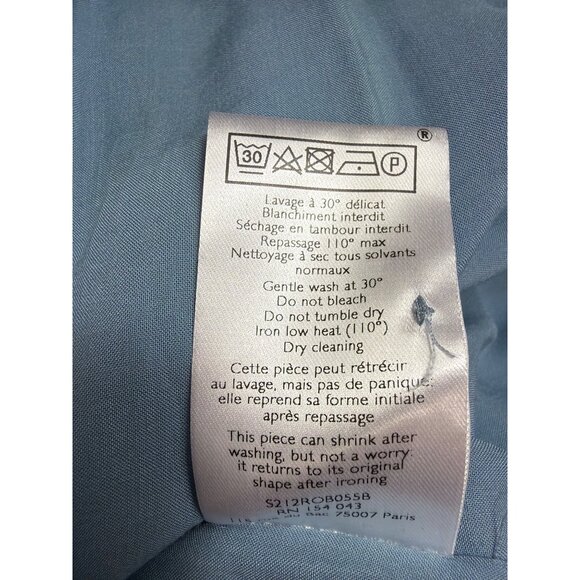 ®
30 P
Lavage à 30° délicat
Blanchiment interdit
Séchage en tambour interdit
Repassage 110° max
Nettoyage à sec tous solvants
normaux
Gentle wash at 30°
Do not bleach
Do not tumble dry
Iron low heat (110°)
Dry cleaning
Cette pièce peut rétrécir
au lavage, mais pas de panique:
elle reprend sa forme initiale
après repassage
This piece can shrink after
washing, but not a worry:
it returns to its original
shape after ironing
S212ROB055B
RN 154 043
du Bac 75007 Paris